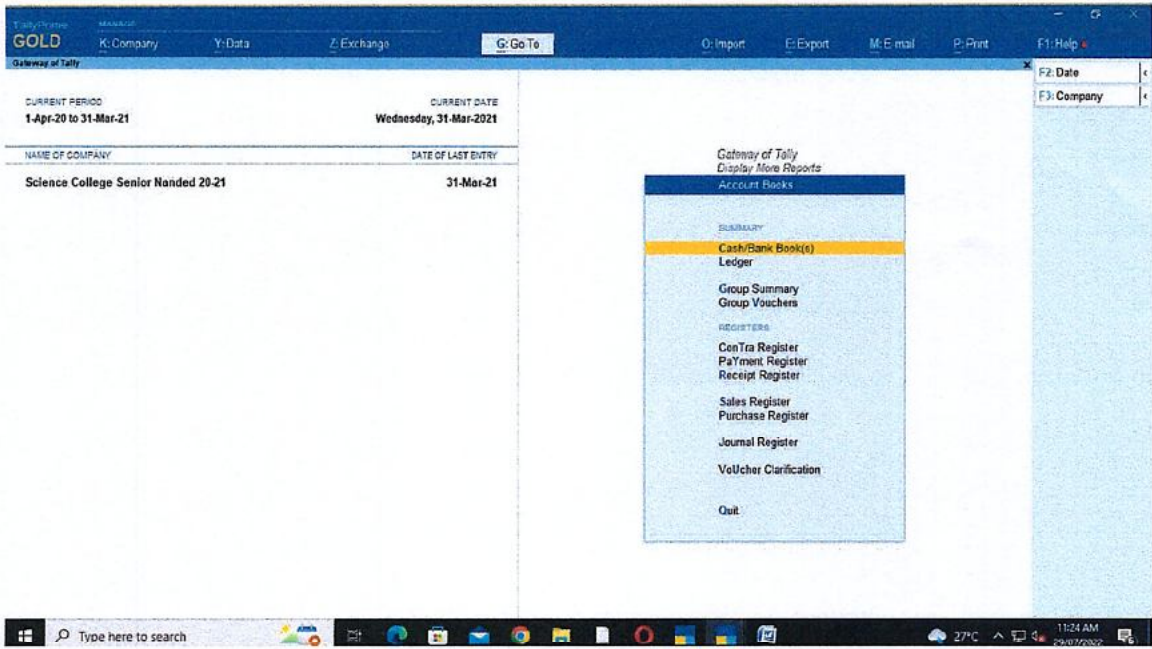 TallyPrime
GOLD
MANAGE
K: Company
Y: Data
Z: Exchange
G: Go To
O: Import
E: Export
M: E-mail
P: Print
F1: Help
Gateway of Tally
F2: Date
F3: Company
CURRENT PERIOD
CURRENT DATE
1-Apr-20 to 31-Mar-21
Wednesday, 31-Mar-2021
NAME OF COMPANY
DATE OF LAST ENTRY
Science College Senior Nanded 20-21
31-Mar-21
Gateway of Tally
Display More Reports
Account Books
SUMMARY
Cash/Bank Book(s)
Ledger
Group Summary
Group Vouchers
REGISTERS
ConTra Register
PaYment Register
Receipt Register
Sales Register
Purchase Register
Journal Register
VoUcher Clarification
Quit
Type here to search
27°C
11:24 AM
29/07/2022